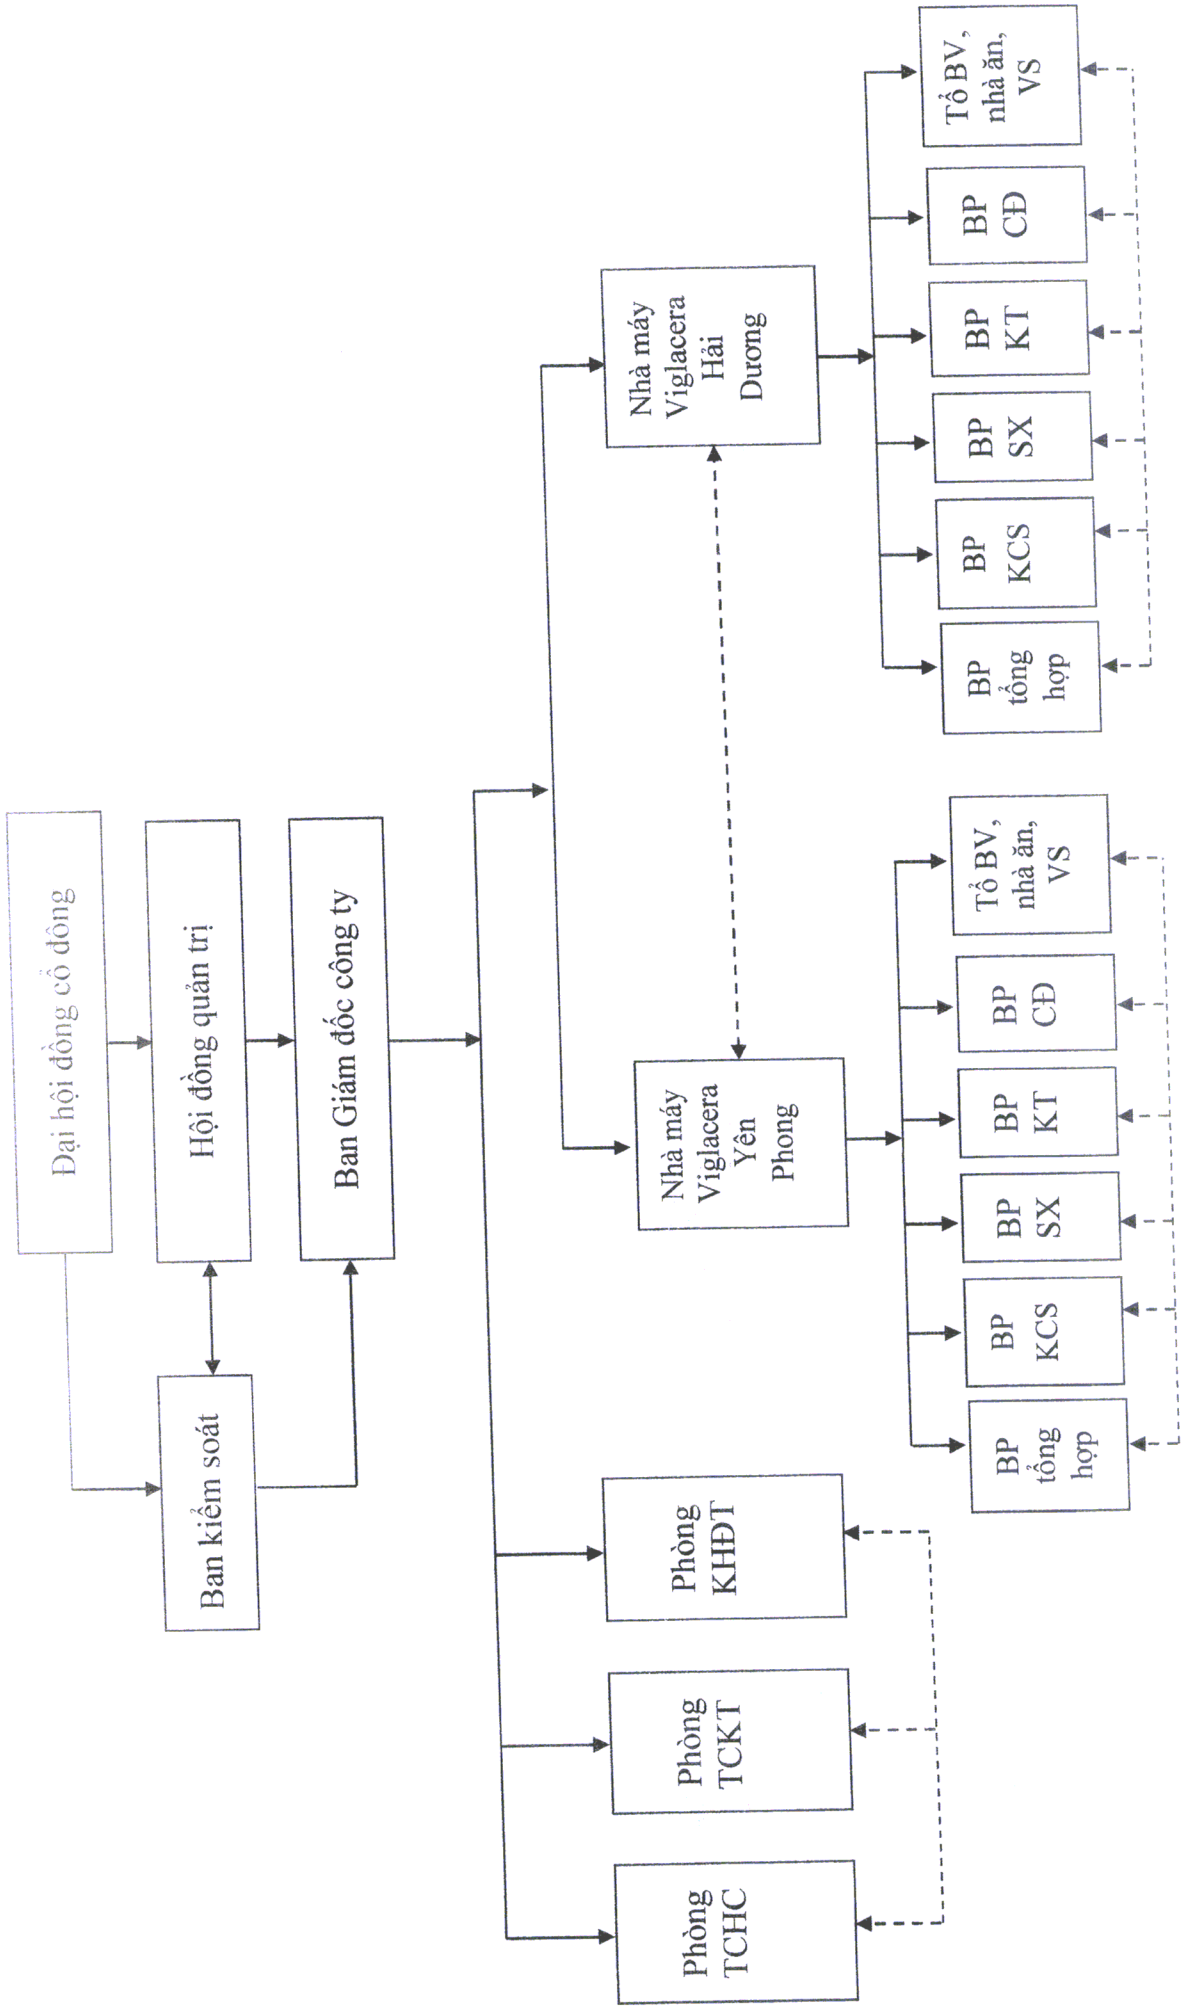 Đại hội đồng cổ đông
Hội đồng quản trị
Ban kiểm soát
Ban Giám đốc công ty
Phòng
TCHC
Phòng
TCKT
Phòng
KHĐT
Nhà máy
Viglacera
Yên
Phong
Nhà máy
Viglacera
Hải
Dương
BP
tổng
hợp
BP
KCS
BP
SX
BP
KT
BP
CĐ
Tổ BV,
nhà ăn,
VS
BP
tổng
hợp
BP
KCS
BP
SX
BP
KT
BP
CĐ
Tổ BV,
nhà ăn,
VS